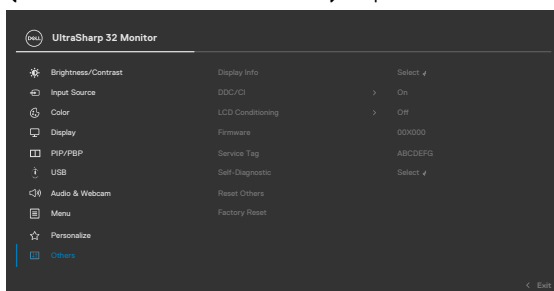 DELL UltraSharp 32 Monitor
Brightness/Contrast Display Info Select
Input Source DDC/CI > On
Color LCD Conditioning > Off
Display Firmware 00X000
PIP/PBP Service Tag ABCDEFG
USB Self-Diagnostic Select
Audio & Webcam Reset Others
Menu Factory Reset
Personalize
Others
< Exit